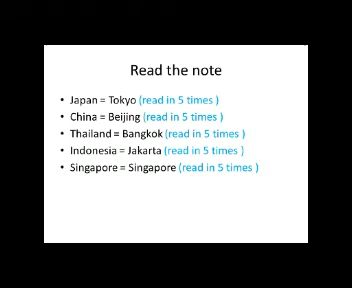 Read the note
• Japan = Tokyo (read in 5 times )
• China = Beijing (read in 5 times )
• Thailand = Bangkok (read in 5 times )
• Indonesia = Jakarta (read in 5 times )
• Singapore = Singapore (read in 5 times )